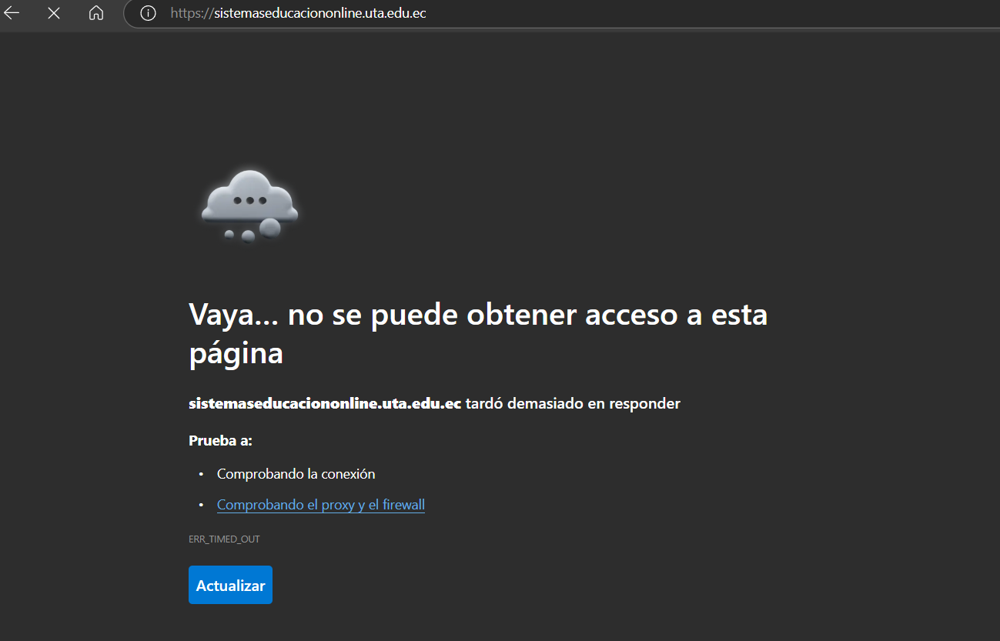 https://sistemaseducaciononline.uta.edu.ec
Vaya... no se puede obtener acceso a esta
página
sistemaseducaciononline.uta.edu.ec tardó demasiado en responder
Prueba a:
• Comprobando la conexión
• Comprobando el proxy y el firewall
ERR_TIMED_OUT
Actualizar